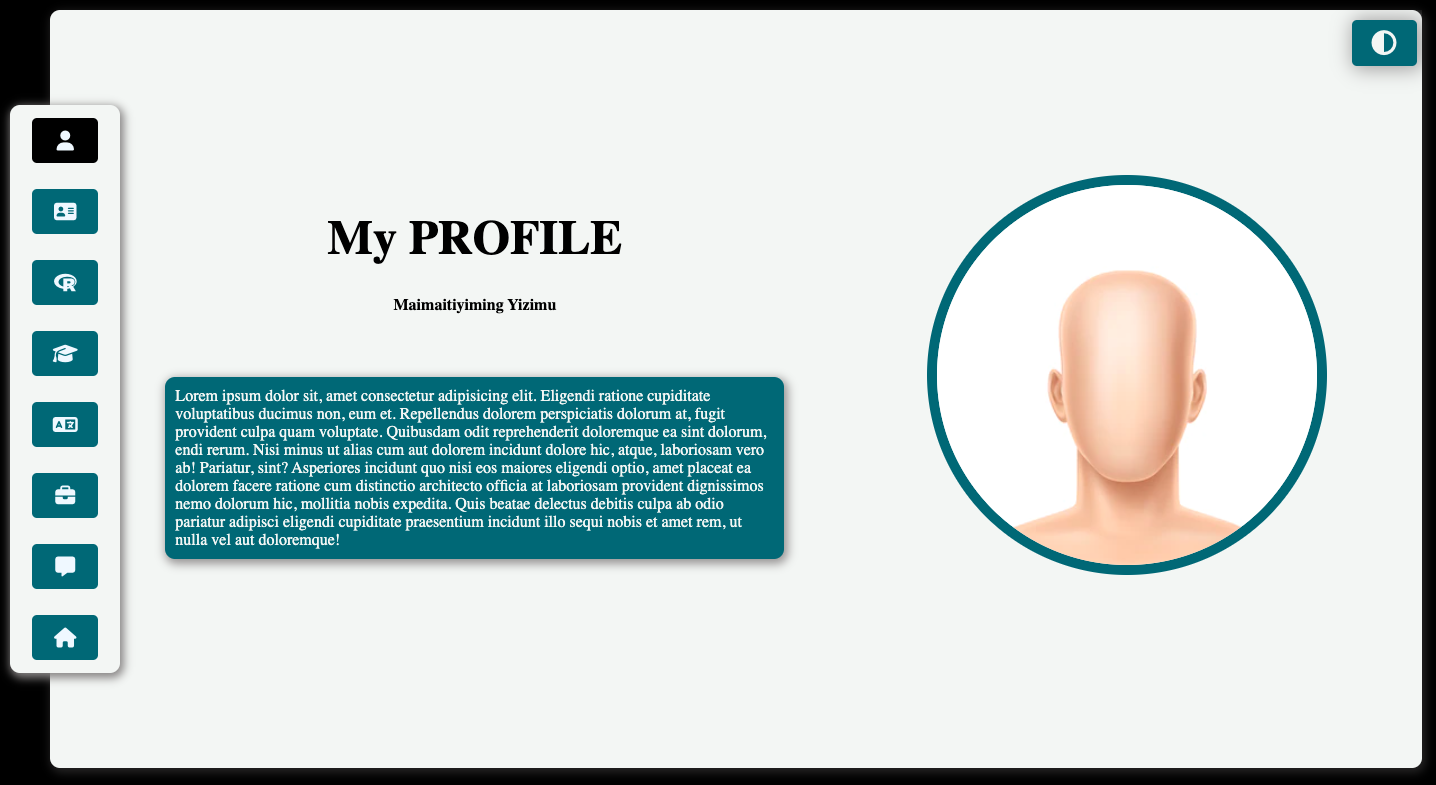 My PROFILE
Maimaitiyiming Yizimu
Lorem ipsum dolor sit, amet consectetur adipisicing elit. Eligendi ratione cupiditate
voluptatibus ducimus non, eum et. Repellendus dolorem perspiciatis dolorum at, fugit
provident culpa quam voluptate. Quibusdam odit reprehenderit doloremque ea sint dolorum,
endi rerum. Nisi minus ut alias cum aut dolorem incidunt dolore hic, atque, laboriosam vero
ab! Pariatur, sint? Asperiores incidunt quo nisi eos maiores eligendi optio, amet placeat ea
dolorem facere ratione cum distinctio architecto officia at laboriosam provident dignissimos
nemo dolorum hic, mollitia nobis expedita. Quis beatae delectus debitis culpa ab odio
pariatur adipisci eligendi cupiditate praesentium incidunt illo sequi nobis et amet rem, ut
nulla vel aut doloremque!